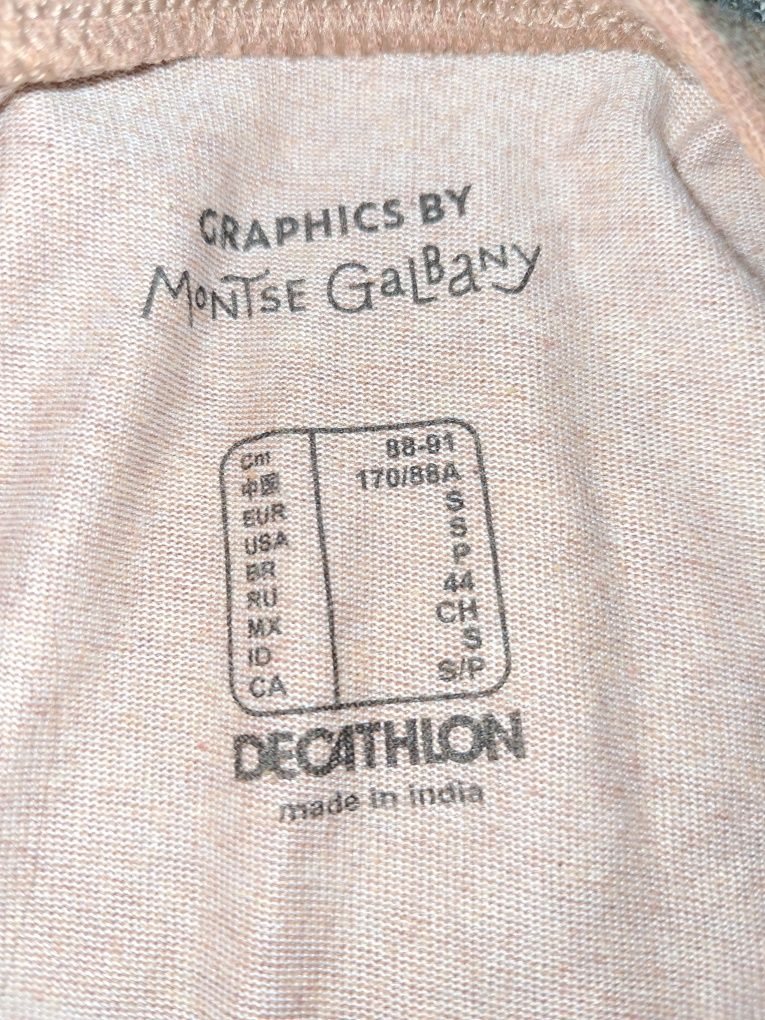 GRAPHICS BY
MONTSE GaLBaNY
Cm 88-91
中国 170/88A
EUR S
USA S
BR P
RU 44
MX CH
ID S
CA S/P
DECATHLON
made in india